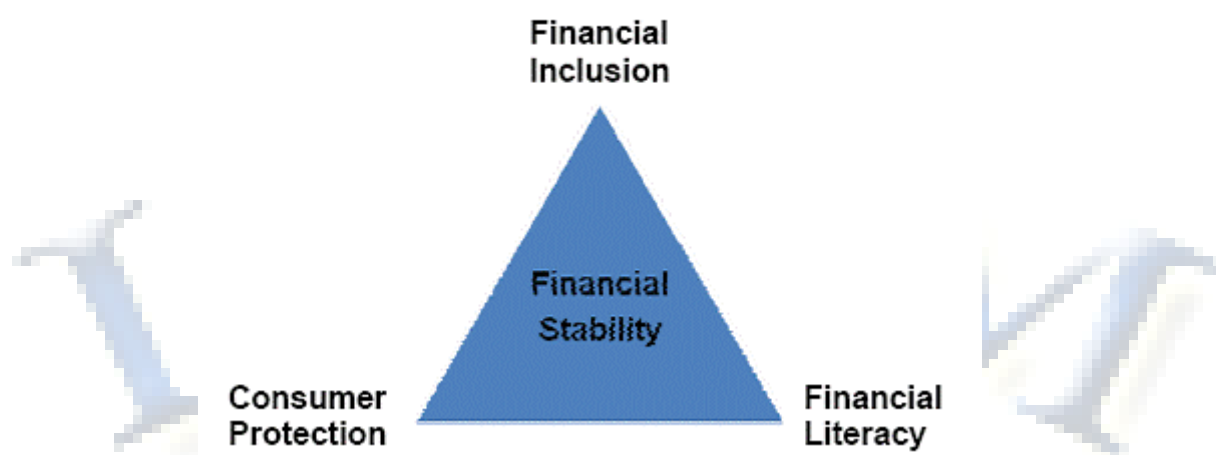 Financial
Inclusion
Financial
Stability
Consumer
Protection
Financial
Literacy